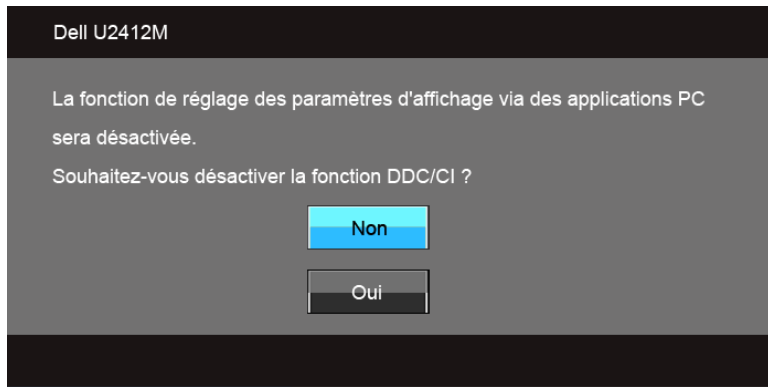 Dell U2412M
La fonction de réglage des paramètres d'affichage via des applications PC
sera désactivée.
Souhaitez-vous désactiver la fonction DDC/CI ?
Non
Oui